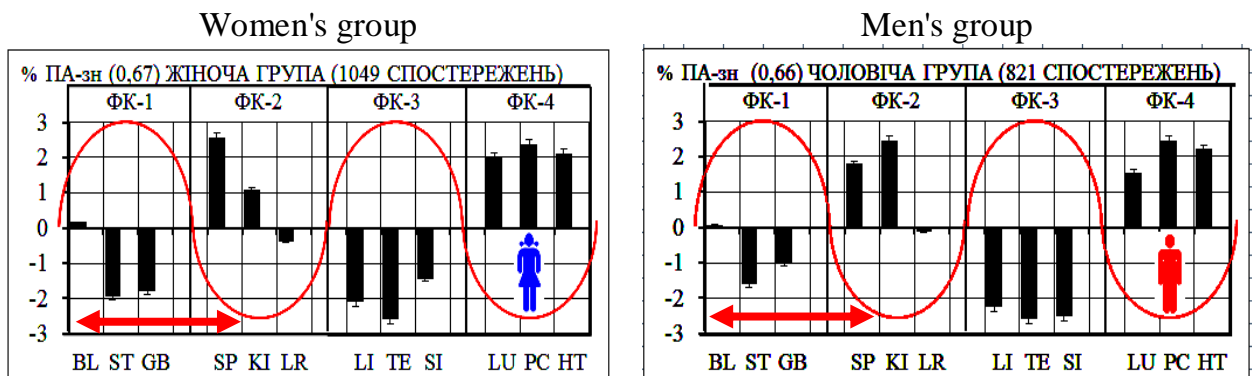 Women's group
% ПА-зн (0,67) ЖІНОЧА ГРУПА (1049 СПОСТЕРЕЖЕНЬ)
ФК-1 ФК-2 ФК-3 ФК-4
3
2
1
0
-1
-2
-3
BL ST GB SP KI LR LI TE SI LU PC HT
Men's group
% ПА-зн (0,66) ЧОЛОВІЧА ГРУПА (821 СПОСТЕРЕЖЕНЬ)
ФК-1 ФК-2 ФК-3 ФК-4
3
2
1
0
-1
-2
-3
BL ST GB SP KI LR LI TE SI LU PC HT